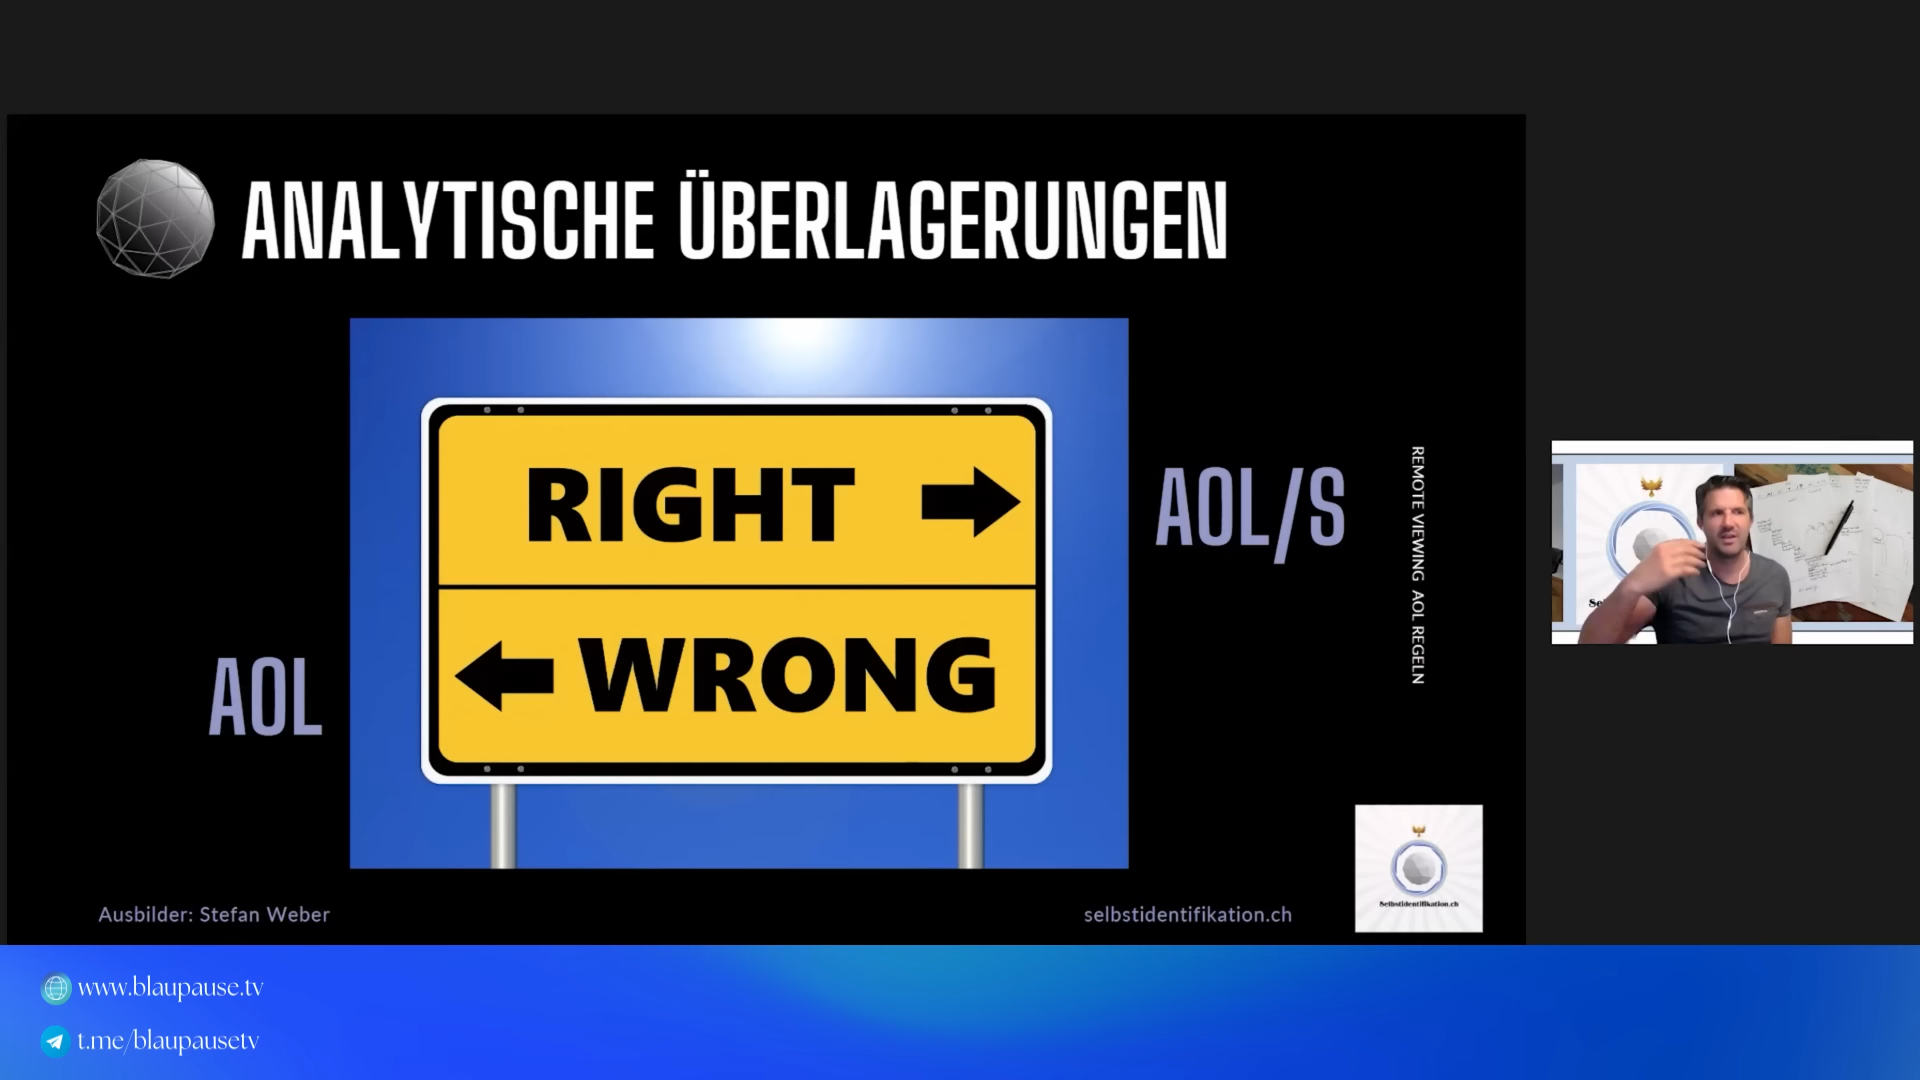 ANALYTISCHE ÜBERLAGERUNGEN
RIGHT
AOL/S
WRONG
AOL
REMOTE VIEWING AOL REGELN
Ausbilder: Stefan Weber
selbstidentifikation.ch
Selbstidentifikation.ch
www.blaupause.tv
t.me/blaupausetv